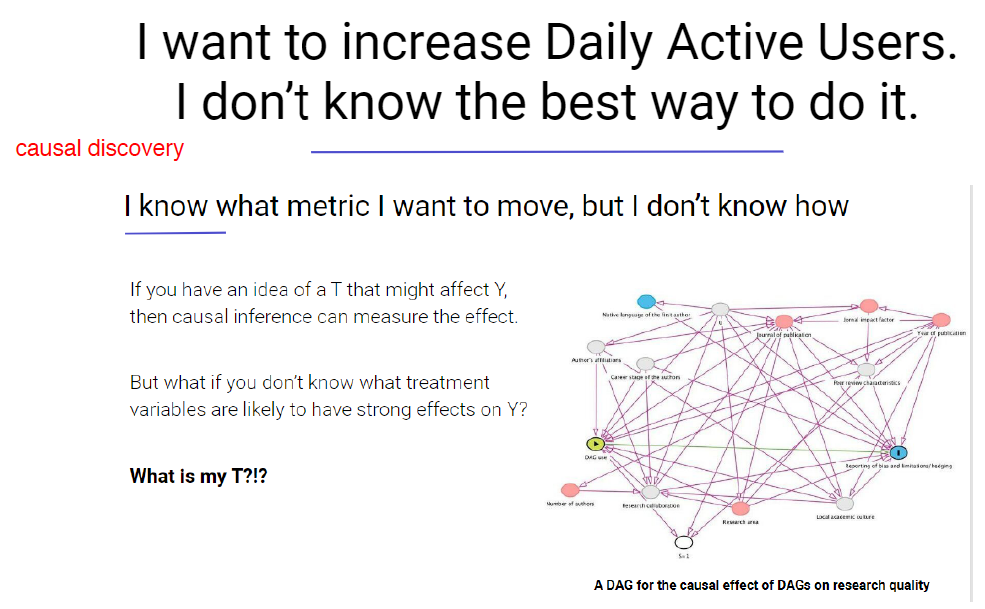 I want to increase Daily Active Users.
I don't know the best way to do it.
causal discovery
I know what metric I want to move, but I don't know how
If you have an idea of a T that might affect Y,
then causal inference can measure the effect.
But what if you don't know what treatment
variables are likely to have strong effects on Y?
What is my T?!?
Native language of the first author
U
Journal of publication
Jornal impact factor
Year of publication
Author's affiliations
Career stage of the authors
Peer review characteristics
DAG use
Reporting of bias and limitations/hedging
Number of authors
Research collaboration
Research area
Local academic culture
S=1
A DAG for the causal effect of DAGs on research quality